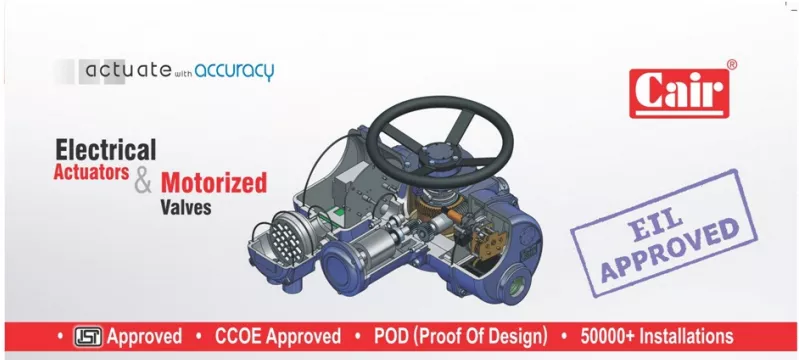 actuate with accuracy
Cair®
Electrical
Actuators & Motorized
Valves
EIL
APPROVED
• ISI Approved • CCOE Approved • POD (Proof Of Design) • 50000+ Installations